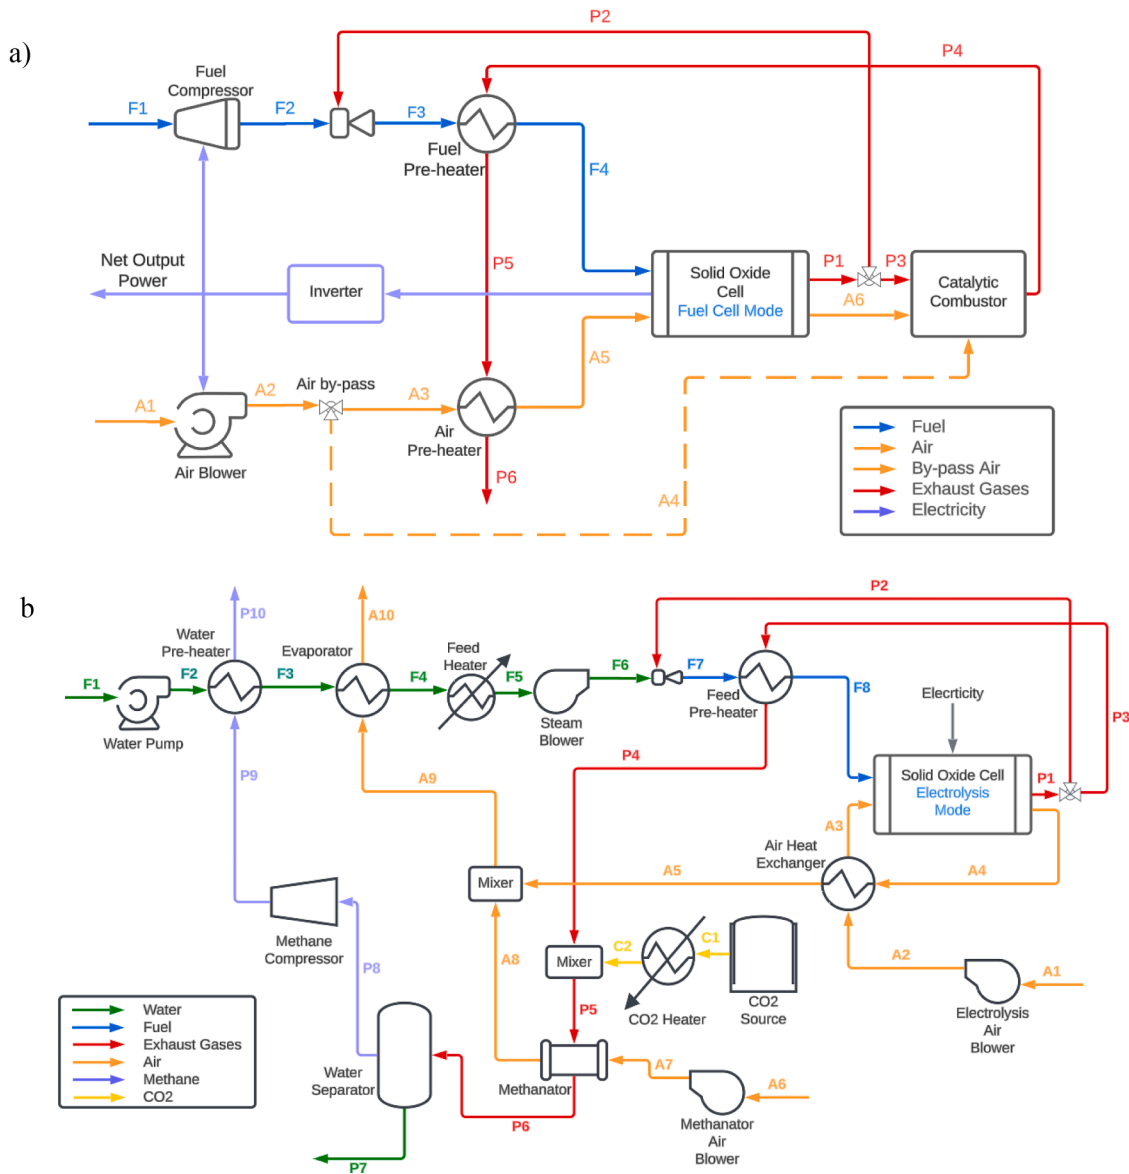 a)
P2
P4
Fuel
Compressor
F1
F2
F3
Fuel
Pre-heater
F4
Net Output
Power
Inverter
P5
Solid Oxide
Cell
Fuel Cell Mode
P1
P3
A6
Catalytic
Combustor
A5
A1
A2
Air by-pass
A3
Air Blower
Air
Pre-heater
P6
A4
Fuel
Air
By-pass Air
Exhaust Gases
Electricity
b
P10
A10
P2
Water
Pre-heater
Evaporator
Feed
Heater
F1
F2
F3
F4
F5
F6
F7
F8
Water Pump
Steam
Blower
Feed
Pre-heater
Electricity
P3
P4
P9
A9
Solid Oxide Cell
Electrolysis
Mode
P1
A3
Air Heat
Exchanger
A4
A5
Mixer
Methane
Compressor
P8
A8
Mixer
C2
C1
CO2 Heater
CO2
Source
A2
A1
Electrolysis
Air
Blower
P5
Water
Fuel
Exhaust Gases
Air
Methane
CO2
Water
Separator
Methanator
A7
A6
Methanator
Air
Blower
P6
P7